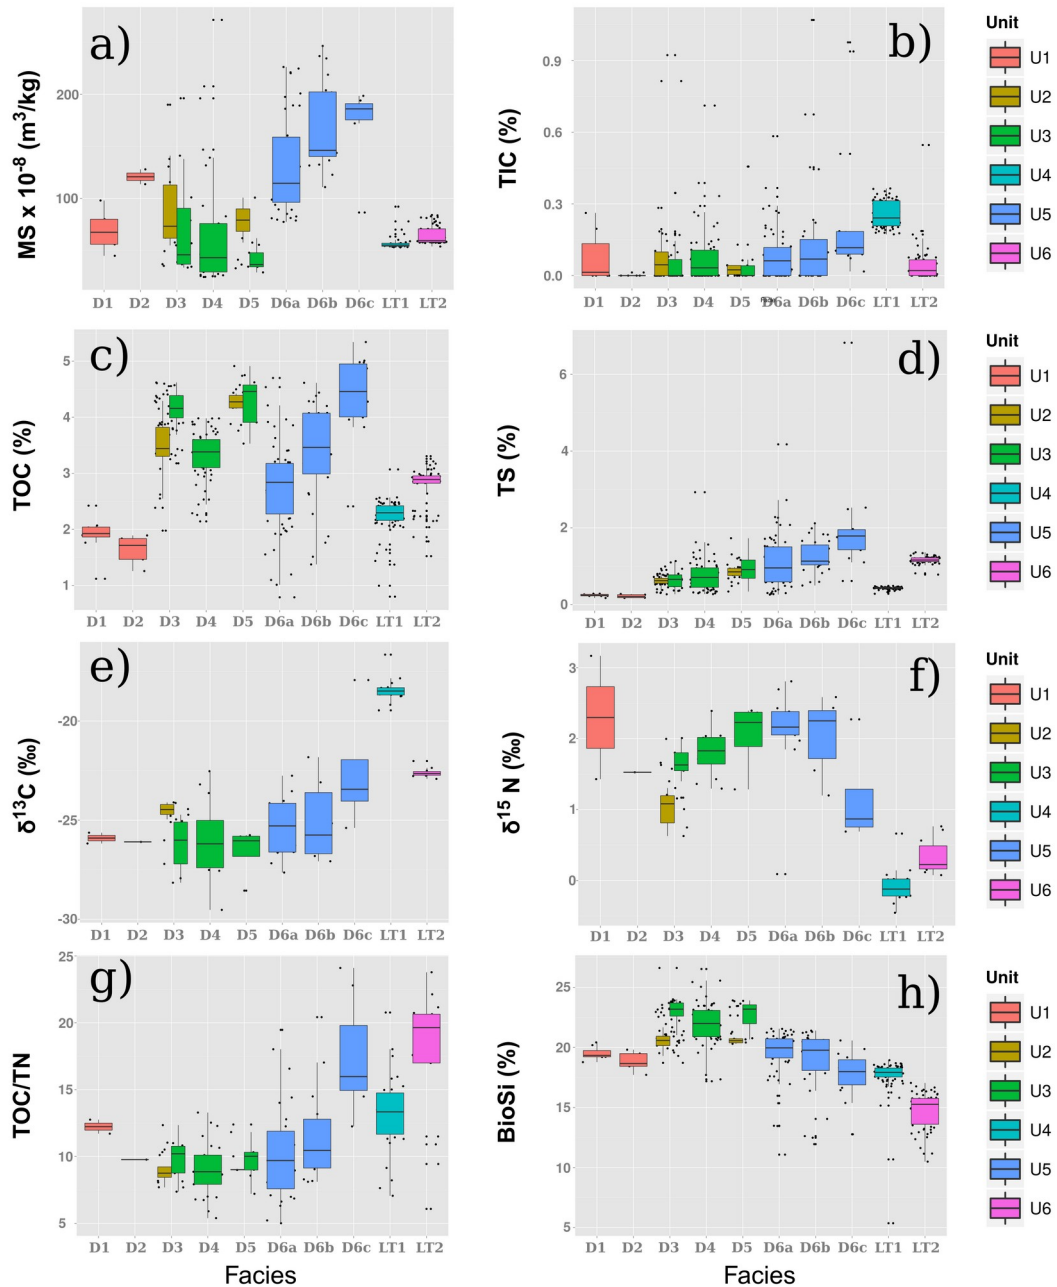 a)
MS x 10⁻⁸ (m³/kg)
200
100
D1 D2 D3 D4 D5 D6a D6b D6c LT1 LT2
b)
TIC (%)
0.9
0.6
0.3
0.0
D1 D2 D3 D4 D5 D6a D6b D6c LT1 LT2
Unit
U1
U2
U3
U4
U5
U6
c)
TOC (%)
5
4
3
2
1
D1 D2 D3 D4 D5 D6a D6b D6c LT1 LT2
d)
TS (%)
6
4
2
0
D1 D2 D3 D4 D5 D6a D6b D6c LT1 LT2
Unit
U1
U2
U3
U4
U5
U6
e)
δ¹³C (‰)
-20
-25
-30
D1 D2 D3 D4 D5 D6a D6b D6c LT1 LT2
f)
δ¹⁵ N (‰)
3
2
1
0
D1 D2 D3 D4 D5 D6a D6b D6c LT1 LT2
Unit
U1
U2
U3
U4
U5
U6
g)
TOC/TN
25
20
15
10
5
D1 D2 D3 D4 D5 D6a D6b D6c LT1 LT2
Facies
h)
BioSi (%)
25
20
15
10
5
D1 D2 D3 D4 D5 D6a D6b D6c LT1 LT2
Facies
Unit
U1
U2
U3
U4
U5
U6